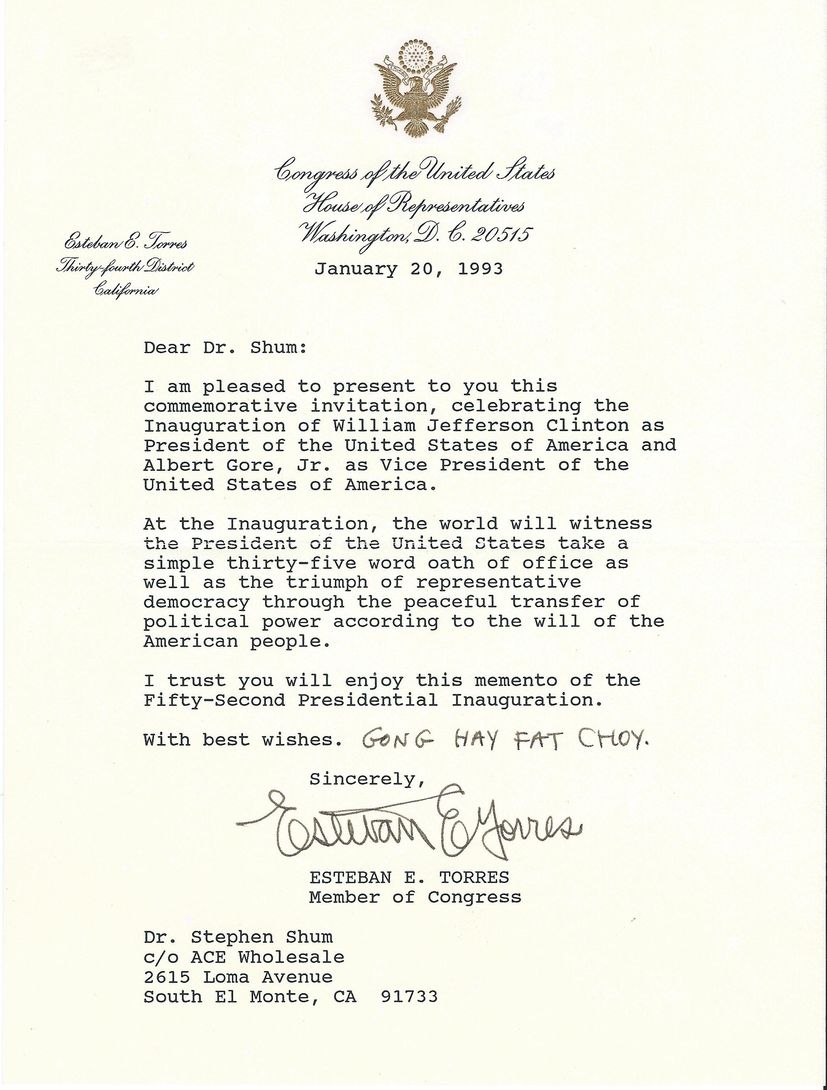 Congress of the United States
House of Representatives
Washington, D. C. 20515
Esteban E. Torres
Thirty-fourth District
California
January 20, 1993
Dear Dr. Shum:
I am pleased to present to you this
commemorative invitation, celebrating the
Inauguration of William Jefferson Clinton as
President of the United States of America and
Albert Gore, Jr. as Vice President of the
United States of America.
At the Inauguration, the world will witness
the President of the United States take a
simple thirty-five word oath of office as
well as the triumph of representative
democracy through the peaceful transfer of
political power according to the will of the
American people.
I trust you will enjoy this memento of the
Fifty-Second Presidential Inauguration.
With best wishes. GONG HAY FAT CHOY.
Sincerely,
Esteban E Torres
ESTEBAN E. TORRES
Member of Congress
Dr. Stephen Shum
c/o ACE Wholesale
2615 Loma Avenue
South El Monte, CA 91733